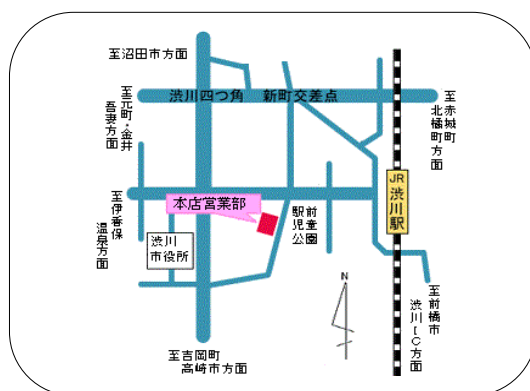 至沼田市方面
渋川四つ角 新町交差点
至元町・金井
吾妻方面
至赤城町
北橘町方面
JR渋川駅
至伊香保
温泉方面
本店営業部
駅前
児童
公園
渋川
市役所
N
至前橋市
渋川IC方面
至吉岡町
高崎市方面